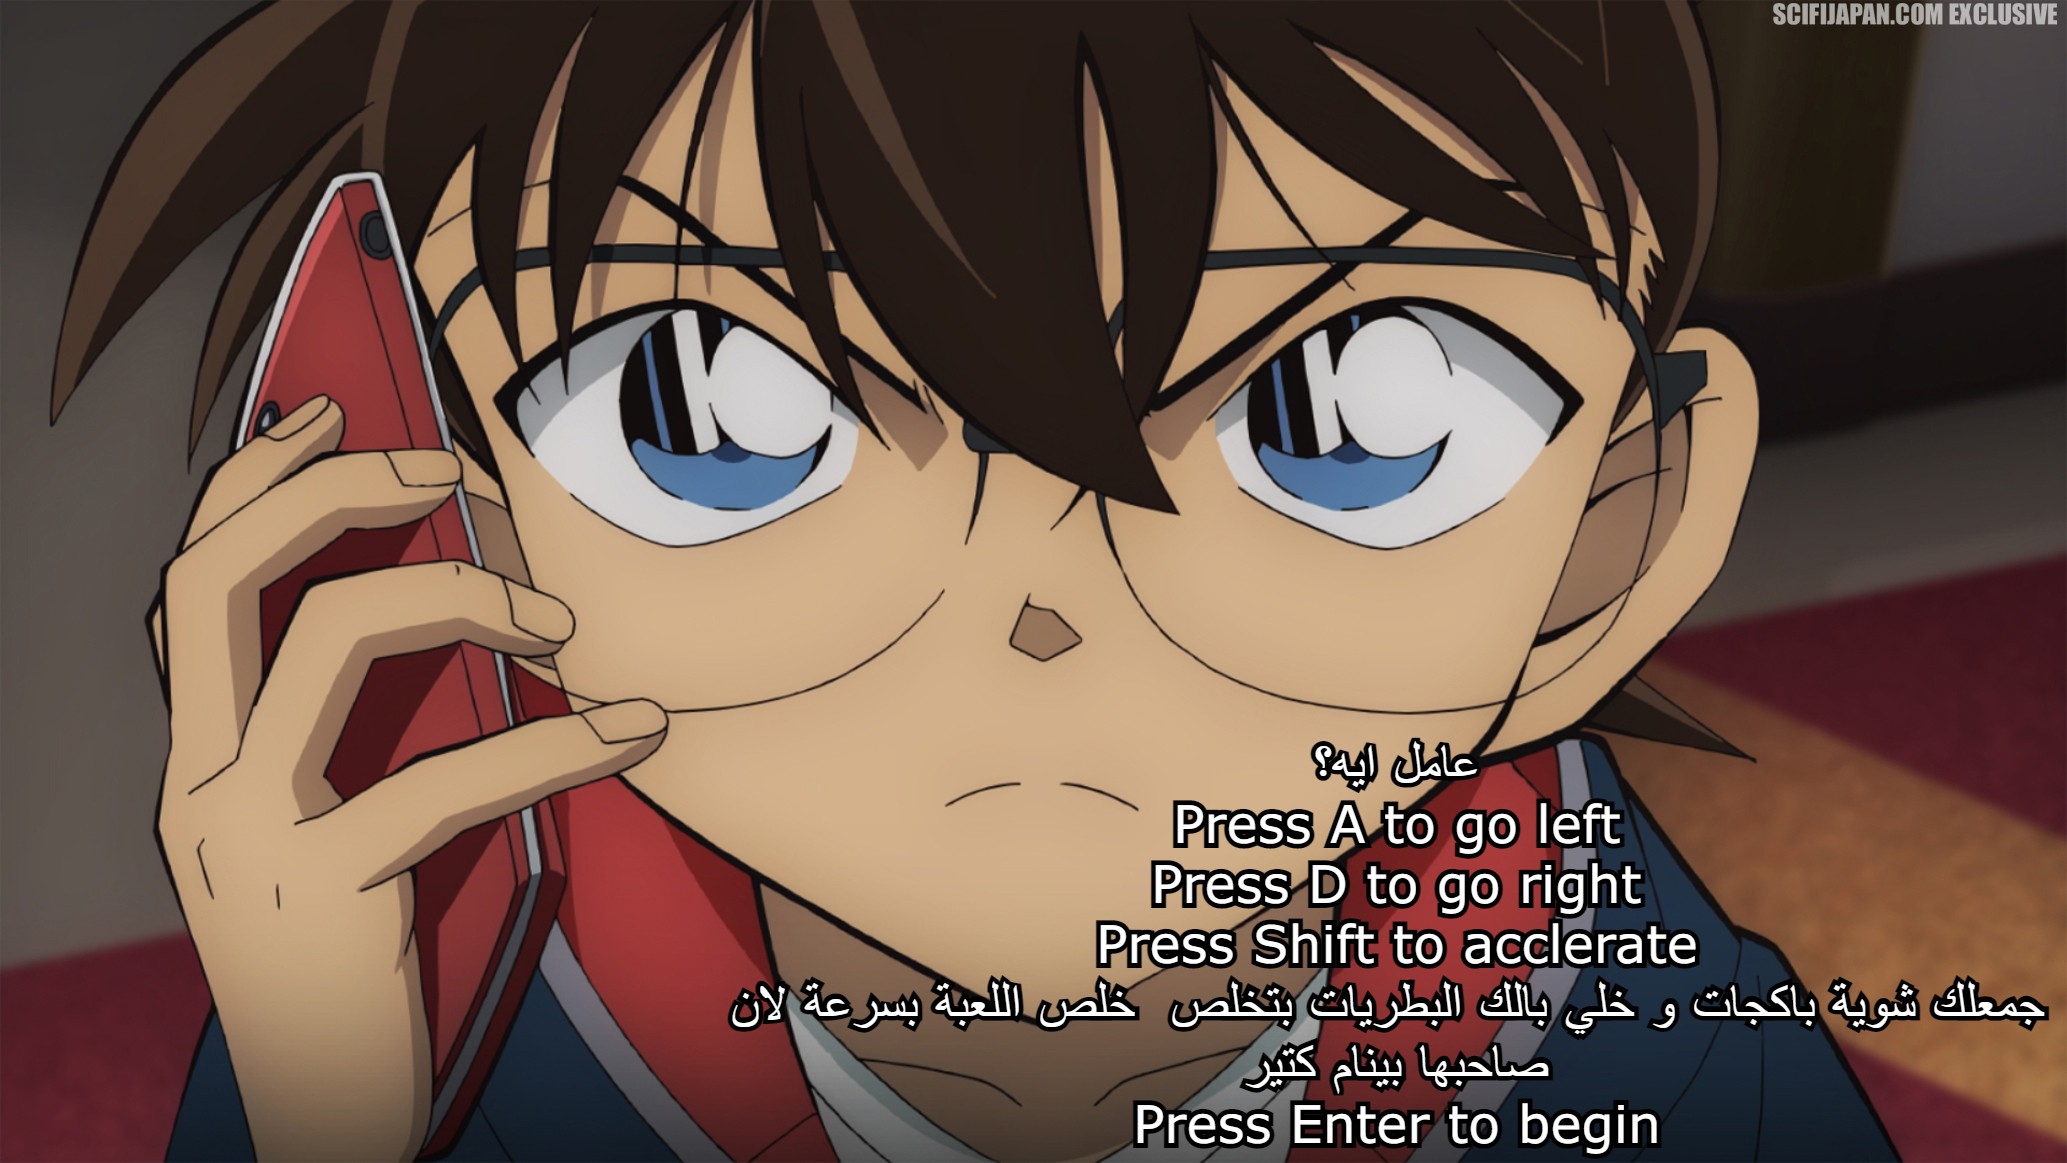 SCIFIJAPAN.COM EXCLUSIVE
عامل ايه؟
Press A to go left
Press D to go right
Press Shift to acclerate
جمعلك شوية باكجات و خلي بالك البطريات بتخلص  خلص اللعبة بسرعة لان
صاحبها بينام كتير
Press Enter to begin